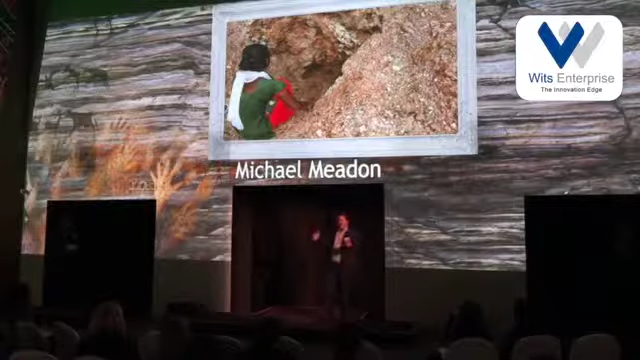 W
Wits Enterprise
The Innovation Edge
Michael Meadon